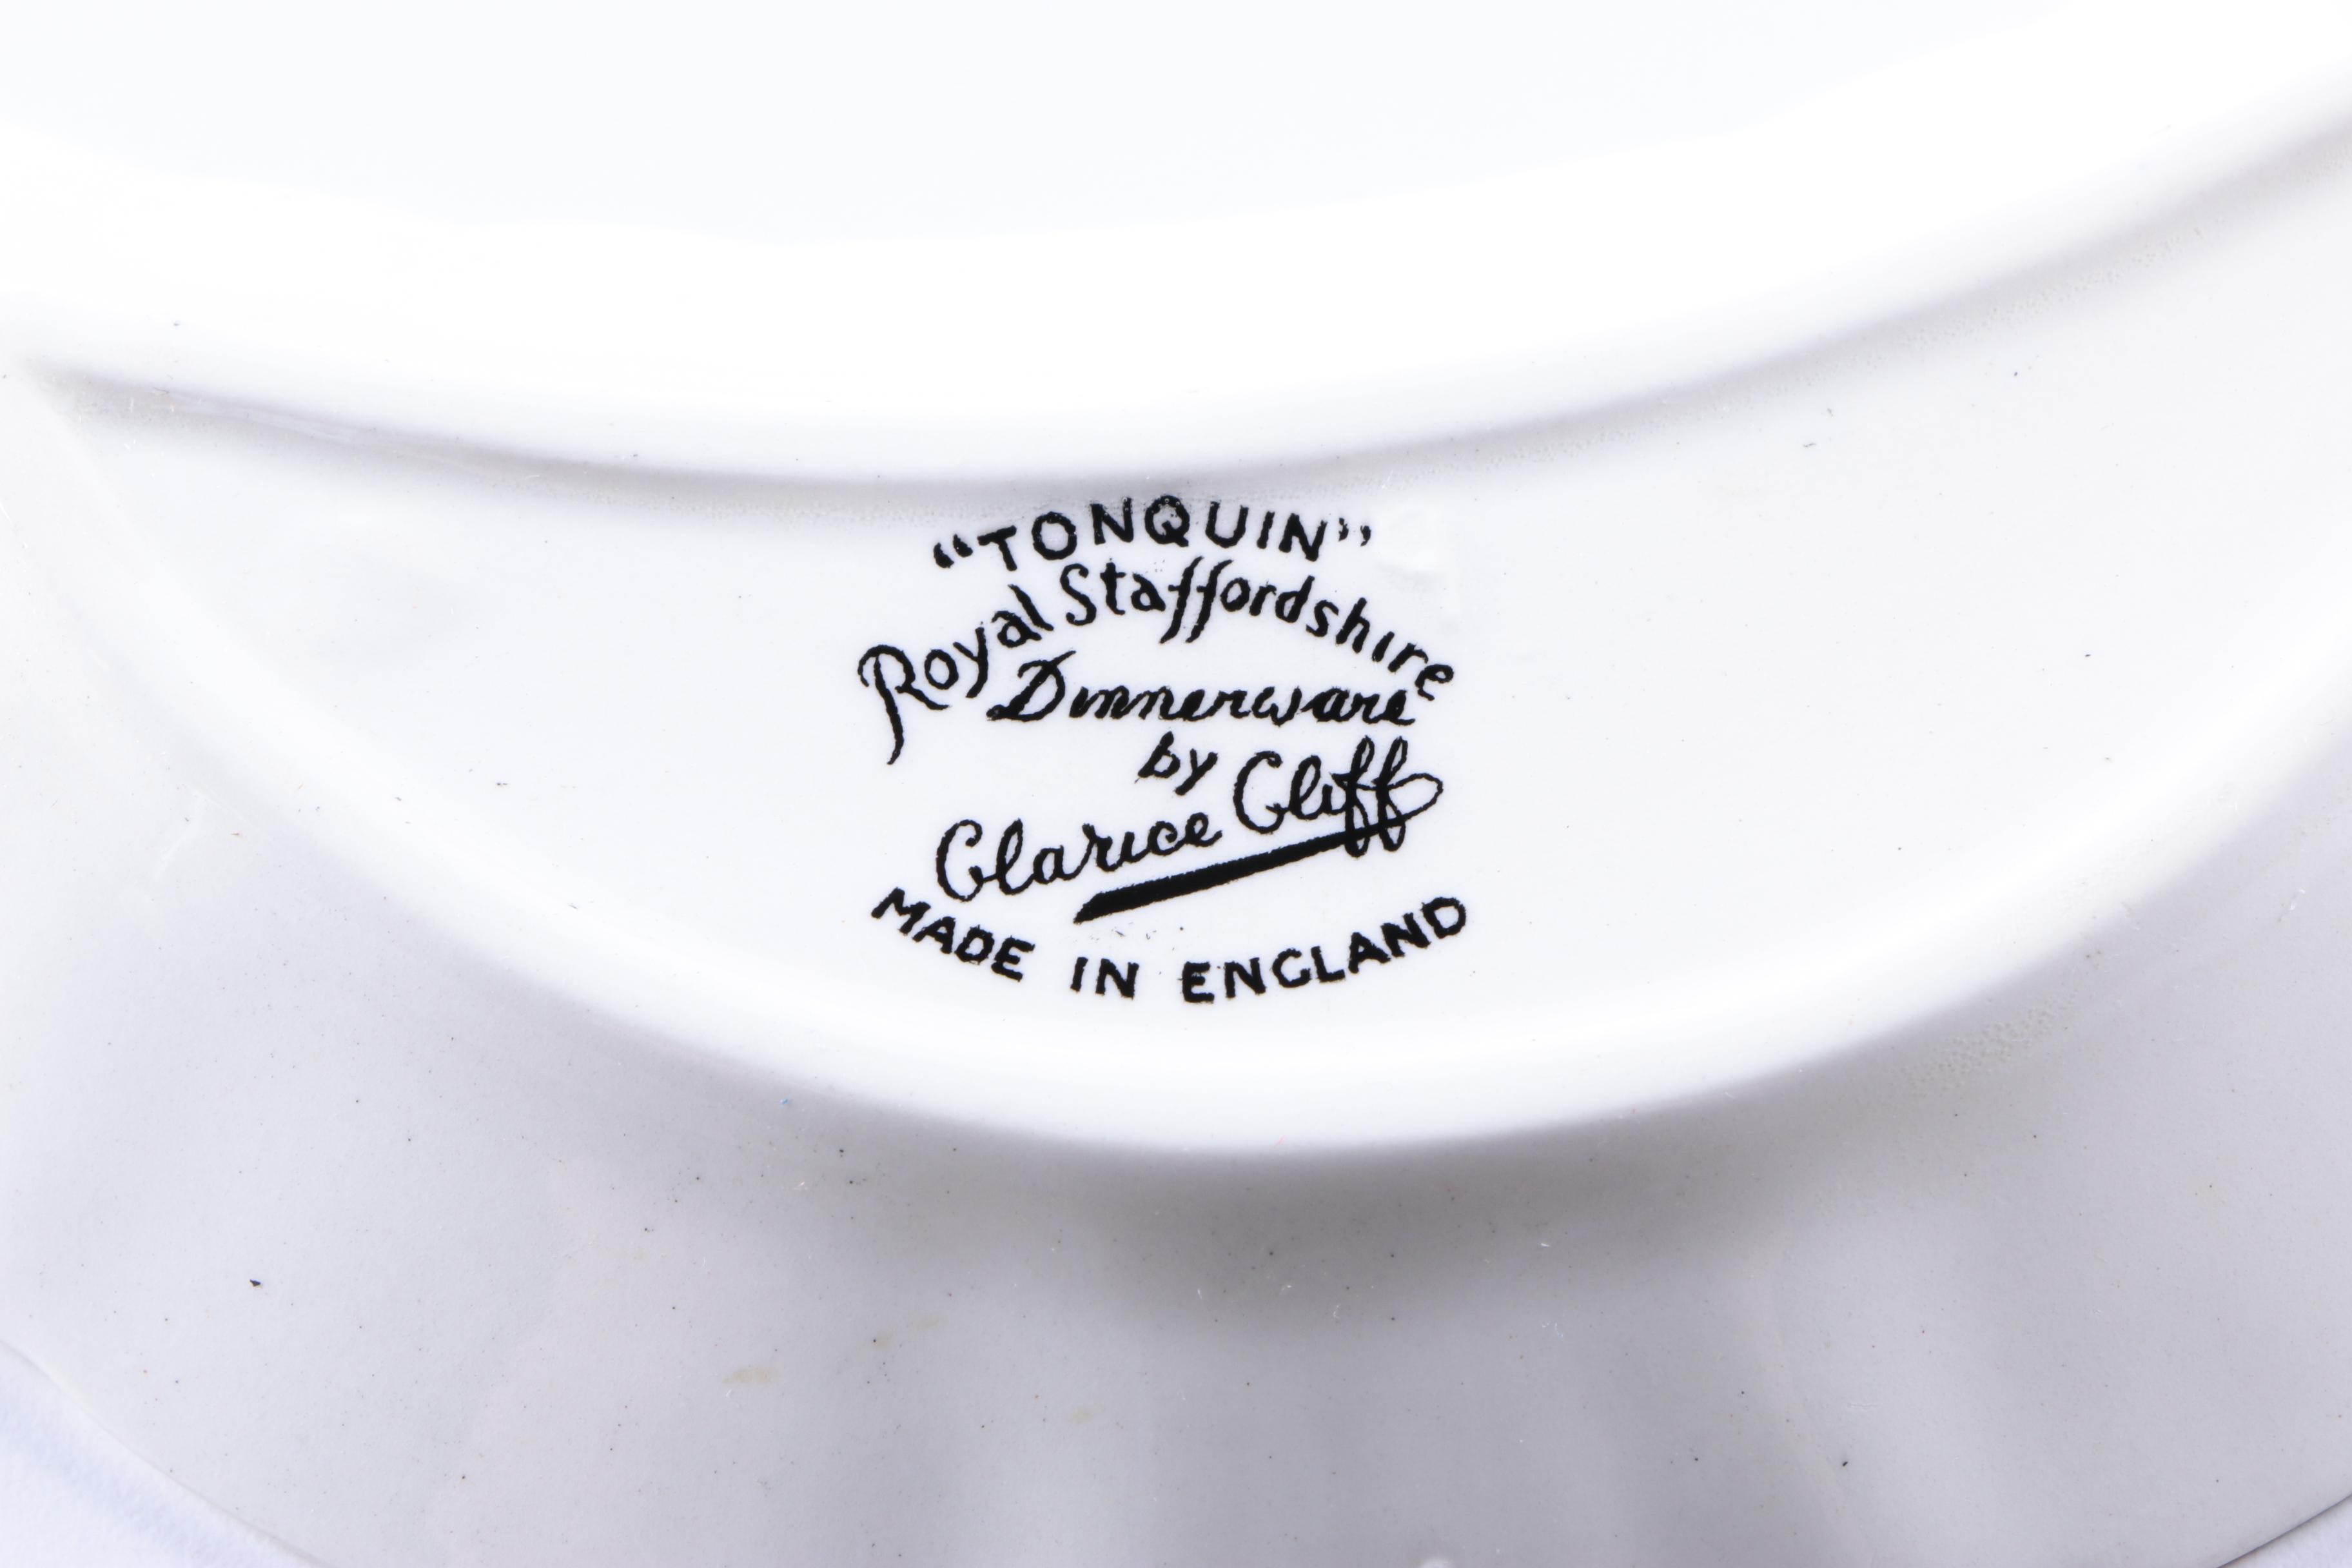 “TONQUIN”
Royal Staffordshire
Dinnerware
by
Clarice Cliff
MADE IN ENGLAND